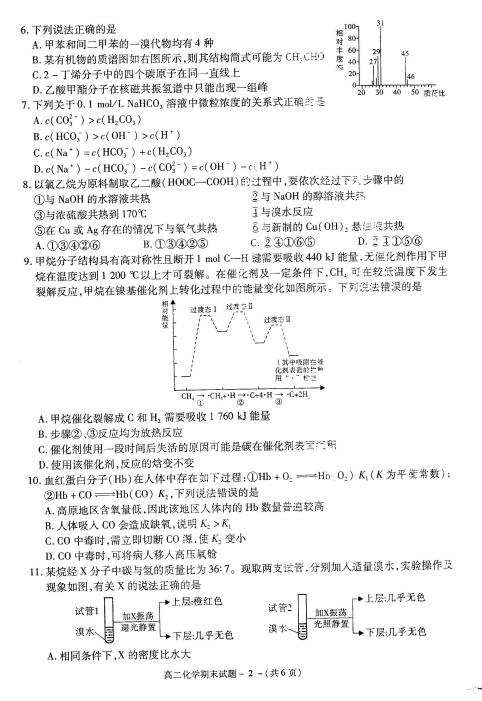 6.下列说法正确的是
A.甲苯和间二甲苯的一溴代物均有4种
B.某有机物的质谱图如右图所示,则其结构简式可能为CH₃CHO
C.2-丁烯分子中的四个碳原子在同一直线上
D.乙酸甲酯分子在核磁共振氢谱中只能出现一组峰
相对丰度/%
100
80
60
40
20
0
31
27
29
45
46
20 30 40 50 质荷比
7.下列关于0.1 mol/L NaHCO₃溶液中微粒浓度的关系式正确的是
A.c(CO₃²⁻)>c(H₂CO₃)
B.c(HCO₃⁻)>c(OH⁻)>c(H⁺)
C.c(Na⁺)=c(HCO₃⁻)+c(H₂CO₃)
D.c(Na⁺)-c(HCO₃⁻)-c(CO₃²⁻)=c(OH⁻)-c(H⁺)
8.以氯乙烷为原料制取乙二酸(HOOC—COOH)的过程中,要依次经过下列步骤中的
①与NaOH的水溶液共热 ②与NaOH的醇溶液共热
③与浓硫酸共热到170℃ ④与溴水反应
⑤在Cu或Ag存在的情况下与氧气共热 ⑥与新制的Cu(OH)₂悬浊液共热
A.①③④②⑥ B.①③④②⑤ C.②④①⑥⑤ D.②④①⑤⑥
9.甲烷分子结构具有高对称性且断开1 mol C—H键需要吸收440 kJ能量,无催化剂作用下甲
烷在温度达到1 200 ℃以上才可裂解。在催化剂及一定条件下,CH₄可在较低温度下发生
裂解反应,甲烷在镍基催化剂上转化过程中的能量变化如图所示。下列说法错误的是
相对能量
过渡态Ⅰ
过渡态Ⅱ
过渡态Ⅲ
(其中吸附在催
化剂表面的物种
用“·”标注
CH₄→·CH₃+·H→·C+4·H→·C+2H₂
① ② ③
A.甲烷催化裂解成C和H₂需要吸收1 760 kJ能量
B.步骤②、③反应均为放热反应
C.催化剂使用一段时间后失活的原因可能是碳在催化剂表面沉积
D.使用该催化剂,反应的焓变不变
10.血红蛋白分子(Hb)在人体中存在如下过程:①Hb+O₂⇌Hb(O₂) K₁(K为平衡常数);
②Hb+CO⇌Hb(CO) K₂,下列说法错误的是
A.高原地区含氧量低,因此该地区人体内的Hb数量普遍较高
B.人体吸入CO会造成缺氧,说明K₂>K₁
C.CO中毒时,需立即切断CO源,使K₂变小
D.CO中毒时,可将病人移入高压氧舱
11.某烷烃X分子中碳与氢的质量比为36:7。现取两支试管,分别加入适量溴水,实验操作及
现象如图,有关X的说法正确的是
试管1
溴水
加X振荡
避光静置
上层:橙红色
下层:几乎无色
试管2
溴水
加X振荡
光照静置
上层:几乎无色
下层:几乎无色
A.相同条件下,X的密度比水大
高二化学期末试题-2-(共6页)